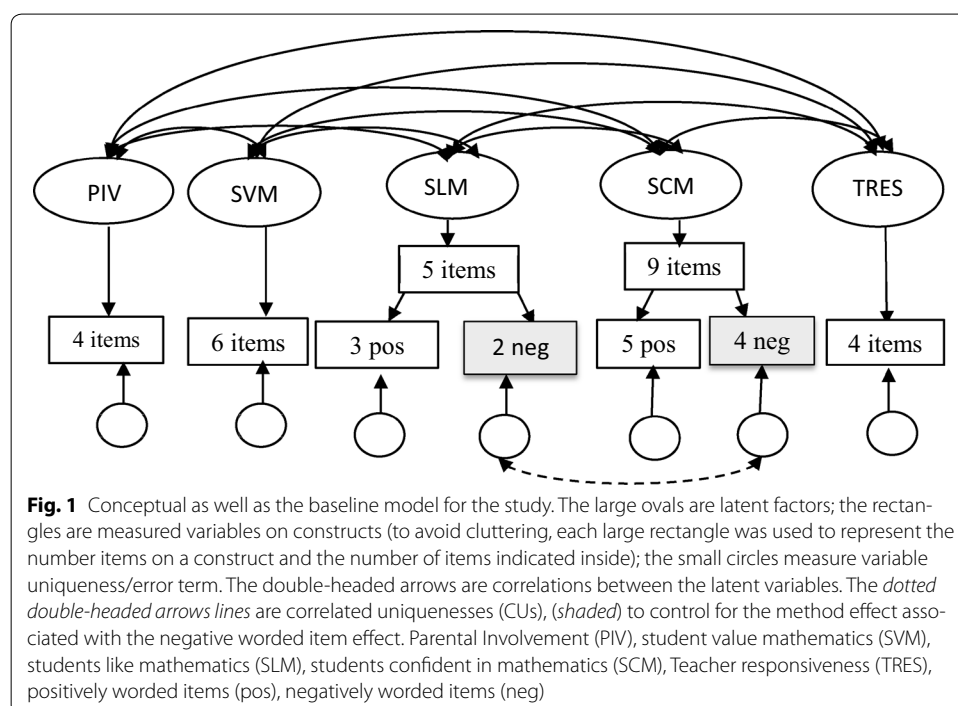 PIV
SVM
SLM
SCM
TRES
5 items
9 items
4 items
6 items
3 pos
2 neg
5 pos
4 neg
4 items
Fig. 1 Conceptual as well as the baseline model for the study. The large ovals are latent factors; the rectan-
gles are measured variables on constructs (to avoid cluttering, each large rectangle was used to represent the
number items on a construct and the number of items indicated inside); the small circles measure variable
uniqueness/error term. The double-headed arrows are correlations between the latent variables. The dotted
double-headed arrows lines are correlated uniquenesses (CUs), (shaded) to control for the method effect asso-
ciated with the negative worded item effect. Parental Involvement (PIV), student value mathematics (SVM),
students like mathematics (SLM), students confident in mathematics (SCM), Teacher responsiveness (TRES),
positively worded items (pos), negatively worded items (neg)